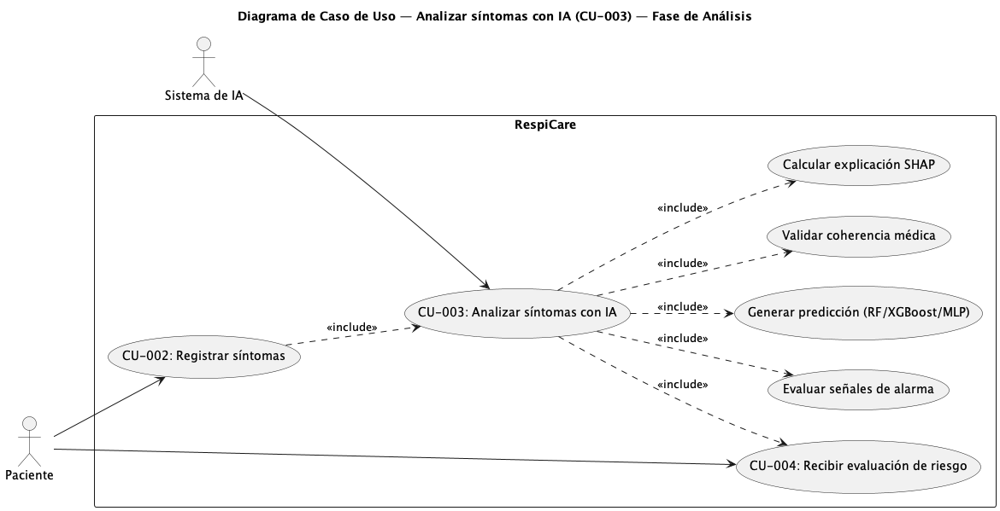 Diagrama de Caso de Uso — Analizar síntomas con IA (CU-003) — Fase de Análisis
Sistema de IA
RespiCare
Calcular explicación SHAP
«include»
Validar coherencia médica
«include»
«include»
Generar predicción (RF/XGBoost/MLP)
CU-003: Analizar síntomas con IA
«include»
«include»
CU-002: Registrar síntomas
Evaluar señales de alarma
«include»
CU-004: Recibir evaluación de riesgo
Paciente